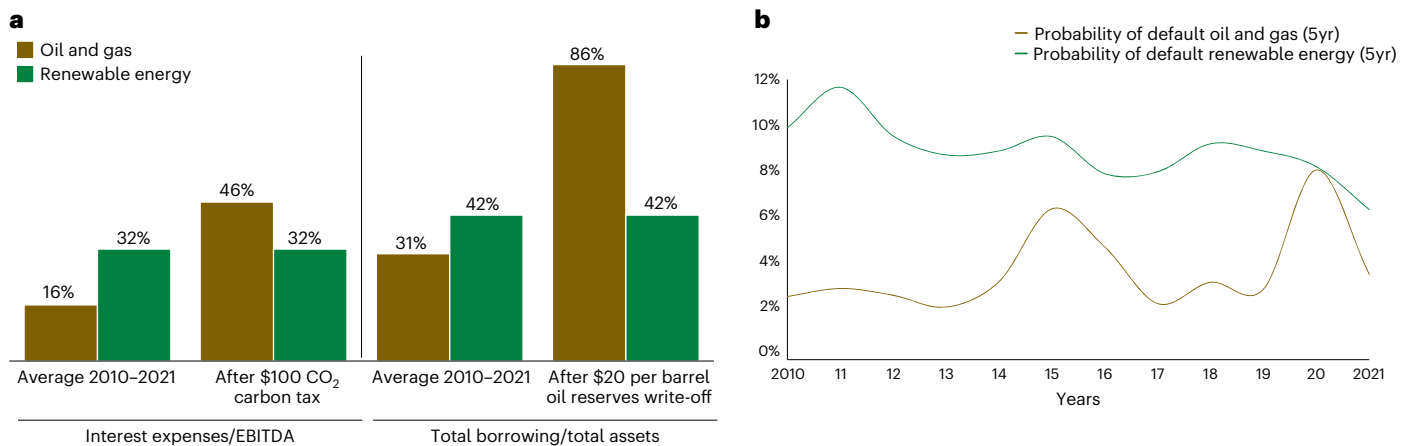 a
Oil and gas
Renewable energy
16%
32%
46%
32%
31%
42%
86%
42%
Average 2010–2021
After $100 CO₂
carbon tax
Average 2010–2021
After $20 per barrel
oil reserves write-off
Interest expenses/EBITDA
Total borrowing/total assets
b
Probability of default oil and gas (5yr)
Probability of default renewable energy (5yr)
12%
10%
8%
6%
4%
2%
0%
2010 11 12 13 14 15 16 17 18 19 20 2021
Years